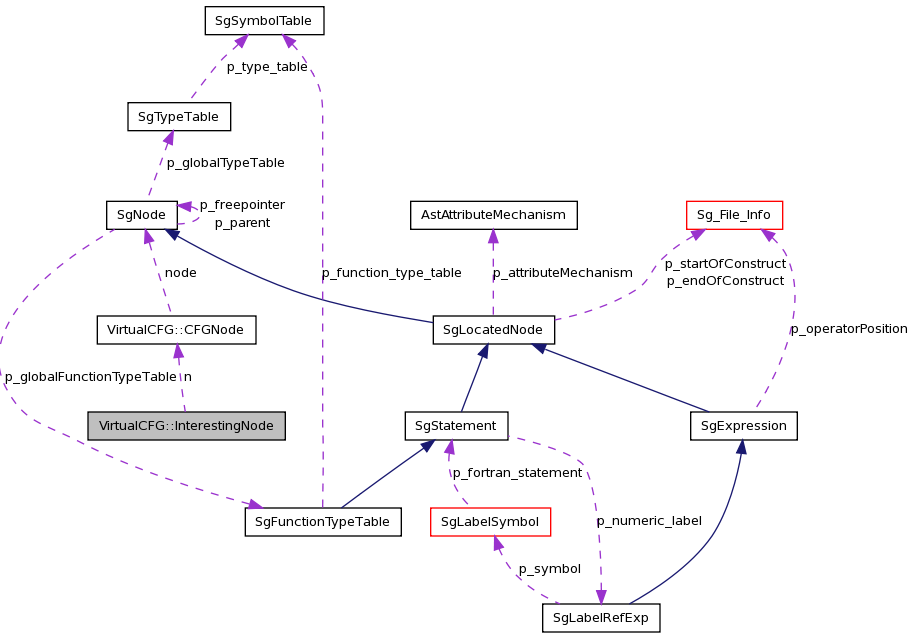 SgSymbolTable
p_type_table
SgTypeTable
p_globalTypeTable
SgNode
p_freepointer
p_parent
AstAttributeMechanism
Sg_File_Info
node
p_function_type_table
p_attributeMechanism
p_startOfConstruct
p_endOfConstruct
VirtualCFG::CFGNode
SgLocatedNode
p_operatorPosition
p_globalFunctionTypeTable
n
VirtualCFG::InterestingNode
SgStatement
SgExpression
p_fortran_statement
SgFunctionTypeTable
SgLabelSymbol
p_numeric_label
p_symbol
SgLabelRefExp